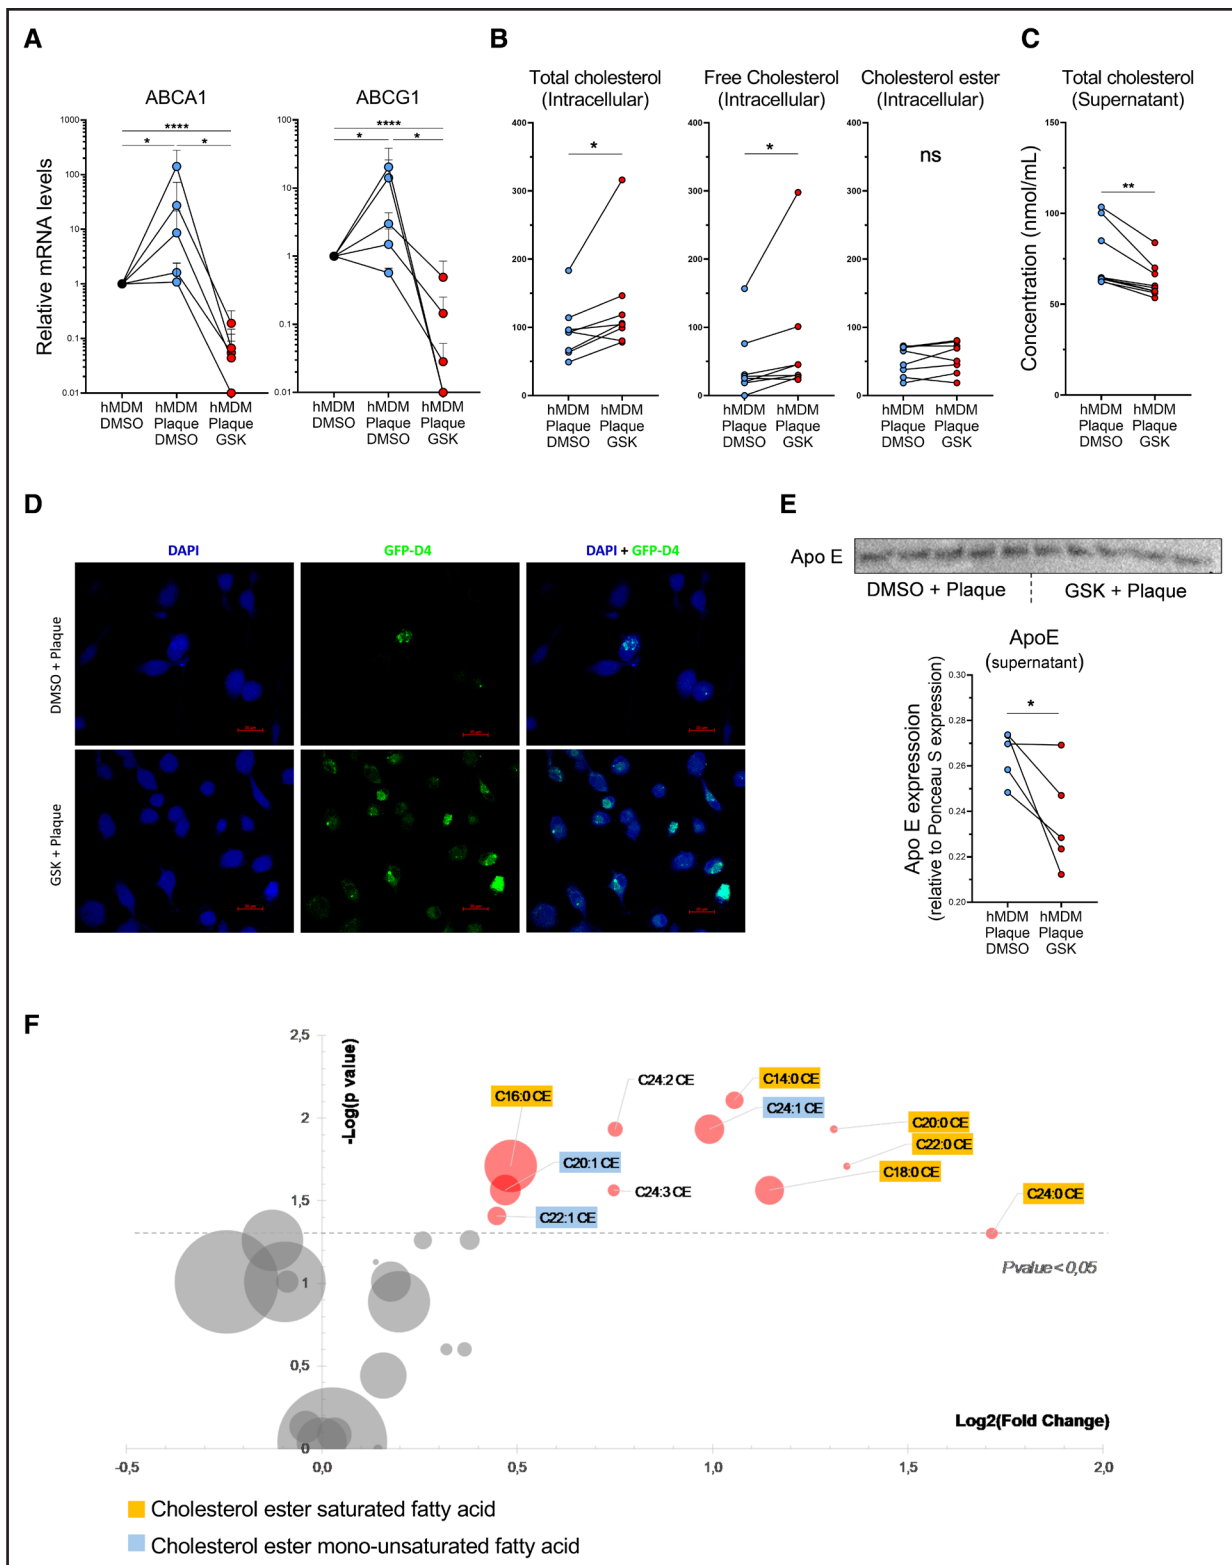 A
ABCA1
ABCG1
Relative mRNA levels
1000
100
10
1
0.1
0.01
****
*
*
100
10
1
0.1
0.01
****
*
*
hMDM
DMSO
hMDM
Plaque
DMSO
hMDM
Plaque
GSK
hMDM
DMSO
hMDM
Plaque
DMSO
hMDM
Plaque
GSK
B
Total cholesterol
(Intracellular)
400
300
200
100
0
*
hMDM
Plaque
DMSO
hMDM
Plaque
GSK
Free Cholesterol
(Intracellular)
400
300
200
100
0
*
hMDM
Plaque
DMSO
hMDM
Plaque
GSK
Cholesterol ester
(Intracellular)
400
300
200
100
0
ns
hMDM
Plaque
DMSO
hMDM
Plaque
GSK
C
Total cholesterol
(Supernatant)
Concentration (nmol/mL)
150
100
50
0
**
hMDM
Plaque
DMSO
hMDM
Plaque
GSK
D
DAPI
GFP-D4
DAPI + GFP-D4
DMSO + Plaque
GSK + Plaque
E
Apo E
DMSO + Plaque
GSK + Plaque
ApoE
(supernatant)
Apo E expressioin
(relative to Ponceau S expression)
0.30
0.28
0.26
0.24
0.22
0.20
*
hMDM
Plaque
DMSO
hMDM
Plaque
GSK
F
-Log(p value)
2,5
2
1,5
1
0,5
0
C16:0 CE
C24:2 CE
C14:0 CE
C24:1 CE
C20:0 CE
C22:0 CE
C20:1 CE
C24:3 CE
C18:0 CE
C22:1 CE
C24:0 CE
P value < 0,05
Log2(Fold Change)
-0,5
0,0
0,5
1,0
1,5
2,0
Cholesterol ester saturated fatty acid
Cholesterol ester mono-unsaturated fatty acid